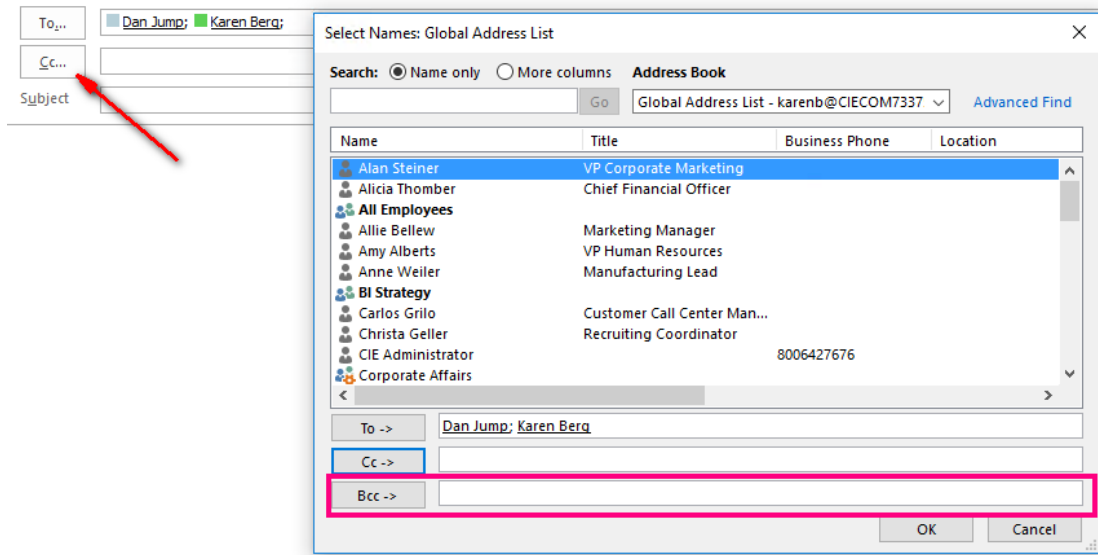 To...
Dan Jump; Karen Berg;
Cc...
Subject
Select Names: Global Address List
Search: Name only More columns Address Book
Go Global Address List - karenb@CIECOM7337 Advanced Find
Name Title Business Phone Location
Alan Steiner VP Corporate Marketing
Alicia Thomber Chief Financial Officer
All Employees
Allie Bellew Marketing Manager
Amy Alberts VP Human Resources
Anne Weiler Manufacturing Lead
BI Strategy
Carlos Grilo Customer Call Center Man...
Christa Geller Recruiting Coordinator
CIE Administrator 8006427676
Corporate Affairs
To -> Dan Jump; Karen Berg
Cc ->
Bcc ->
OK Cancel